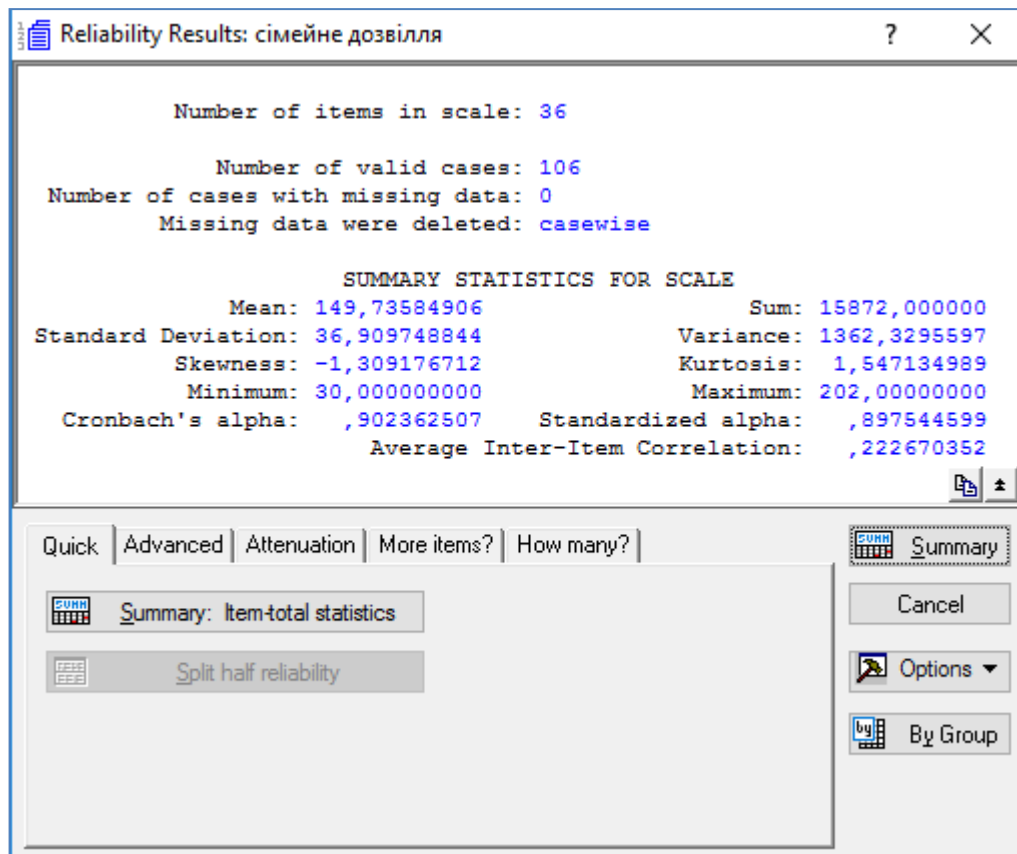 Reliability Results: сімейне дозвілля ? ×
Number of items in scale: 36
Number of valid cases: 106
Number of cases with missing data: 0
Missing data were deleted: casewise
SUMMARY STATISTICS FOR SCALE
Mean: 149,73584906 Sum: 15872,000000
Standard Deviation: 36,909748844 Variance: 1362,3295597
Skewness: -1,309176712 Kurtosis: 1,547134989
Minimum: 30,000000000 Maximum: 202,00000000
Cronbach's alpha: ,902362507 Standardized alpha: ,897544599
Average Inter-Item Correlation: ,222670352
Quick Advanced Attenuation More items? How many?
Summary: Item-total statistics
Split half reliability
Summary
Cancel
Options
By Group